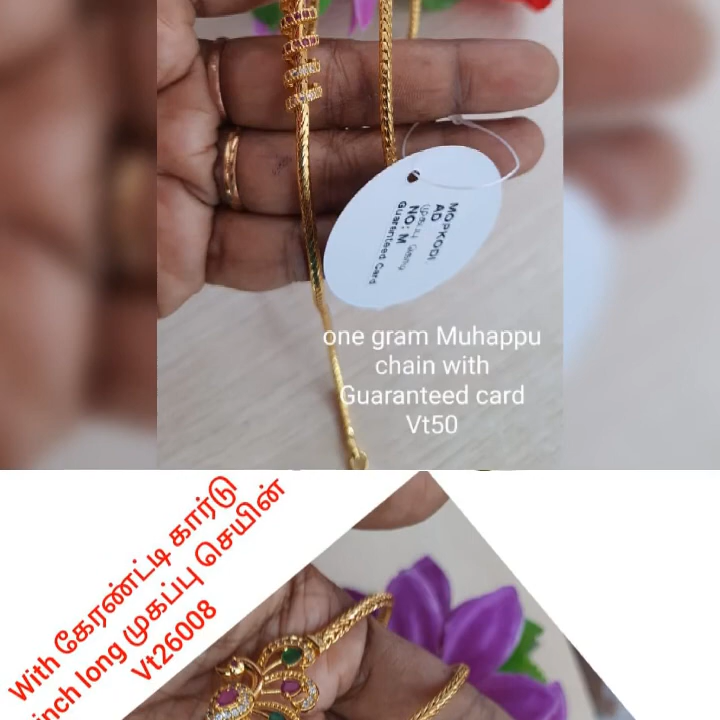 MOPKODI
AD
NO: M
Guaranteed Card
one gram Muhappu
chain with
Guaranteed card
Vt50
With கேரண்ட்டி கார்டு
inch long முகப்பு செயின்
Vt26008